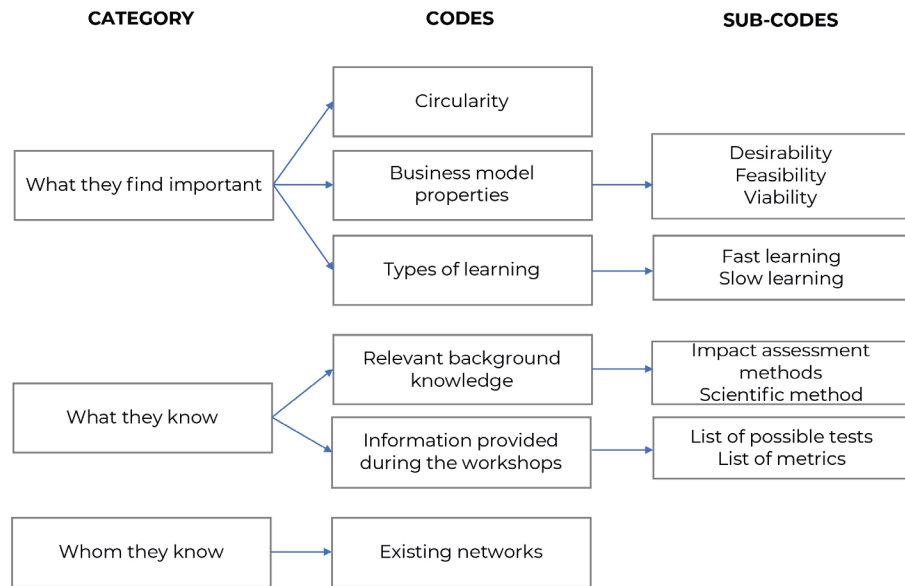 CATEGORY
CODES
SUB-CODES
Circularity
What they find important
Business model
properties
Desirability
Feasibility
Viability
Types of learning
Fast learning
Slow learning
What they know
Relevant background
knowledge
Impact assessment
methods
Scientific method
Information provided
during the workshops
List of possible tests
List of metrics
Whom they know
Existing networks